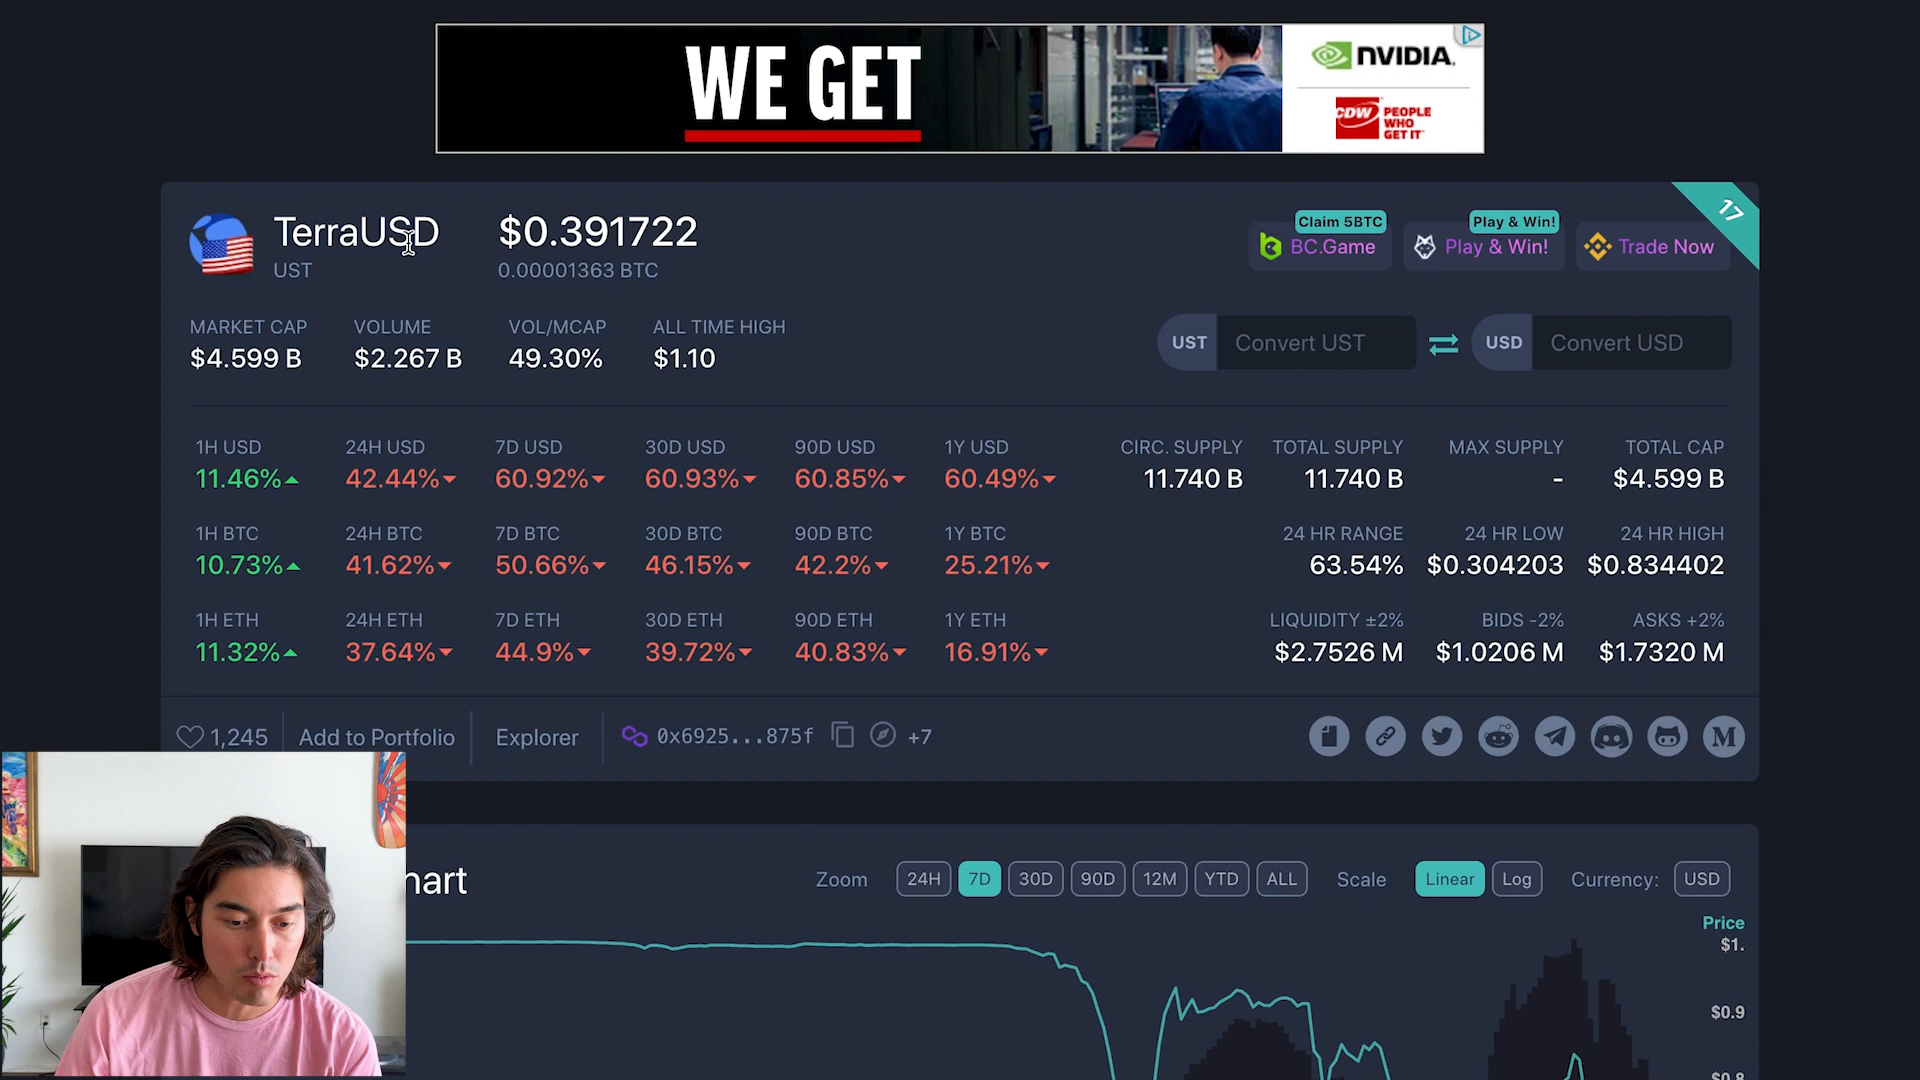 WE GET
NVIDIA.
CDW PEOPLE
WHO
GET IT
17
TerraUSD
UST
$0.391722
0.00001363 BTC
Claim 5BTC
BC.Game
Play & Win!
Play & Win!
Trade Now
MARKET CAP VOLUME VOL/MCAP ALL TIME HIGH
$4.599 B $2.267 B 49.30% $1.10
UST Convert UST USD Convert USD
1H USD 24H USD 7D USD 30D USD 90D USD 1Y USD CIRC. SUPPLY TOTAL SUPPLY MAX SUPPLY TOTAL CAP
11.46% 42.44% 60.92% 60.93% 60.85% 60.49% 11.740 B 11.740 B - $4.599 B
1H BTC 24H BTC 7D BTC 30D BTC 90D BTC 1Y BTC 24 HR RANGE 24 HR LOW 24 HR HIGH
10.73% 41.62% 50.66% 46.15% 42.2% 25.21% 63.54% $0.304203 $0.834402
1H ETH 24H ETH 7D ETH 30D ETH 90D ETH 1Y ETH LIQUIDITY ±2% BIDS -2% ASKS +2%
11.32% 37.64% 44.9% 39.72% 40.83% 16.91% $2.7526 M $1.0206 M $1.7320 M
1,245 Add to Portfolio Explorer 0x6925...875f +7 M
hart Zoom 24H 7D 30D 90D 12M YTD ALL Scale Linear Log Currency: USD
Price
$1.
$0.9
$0.8